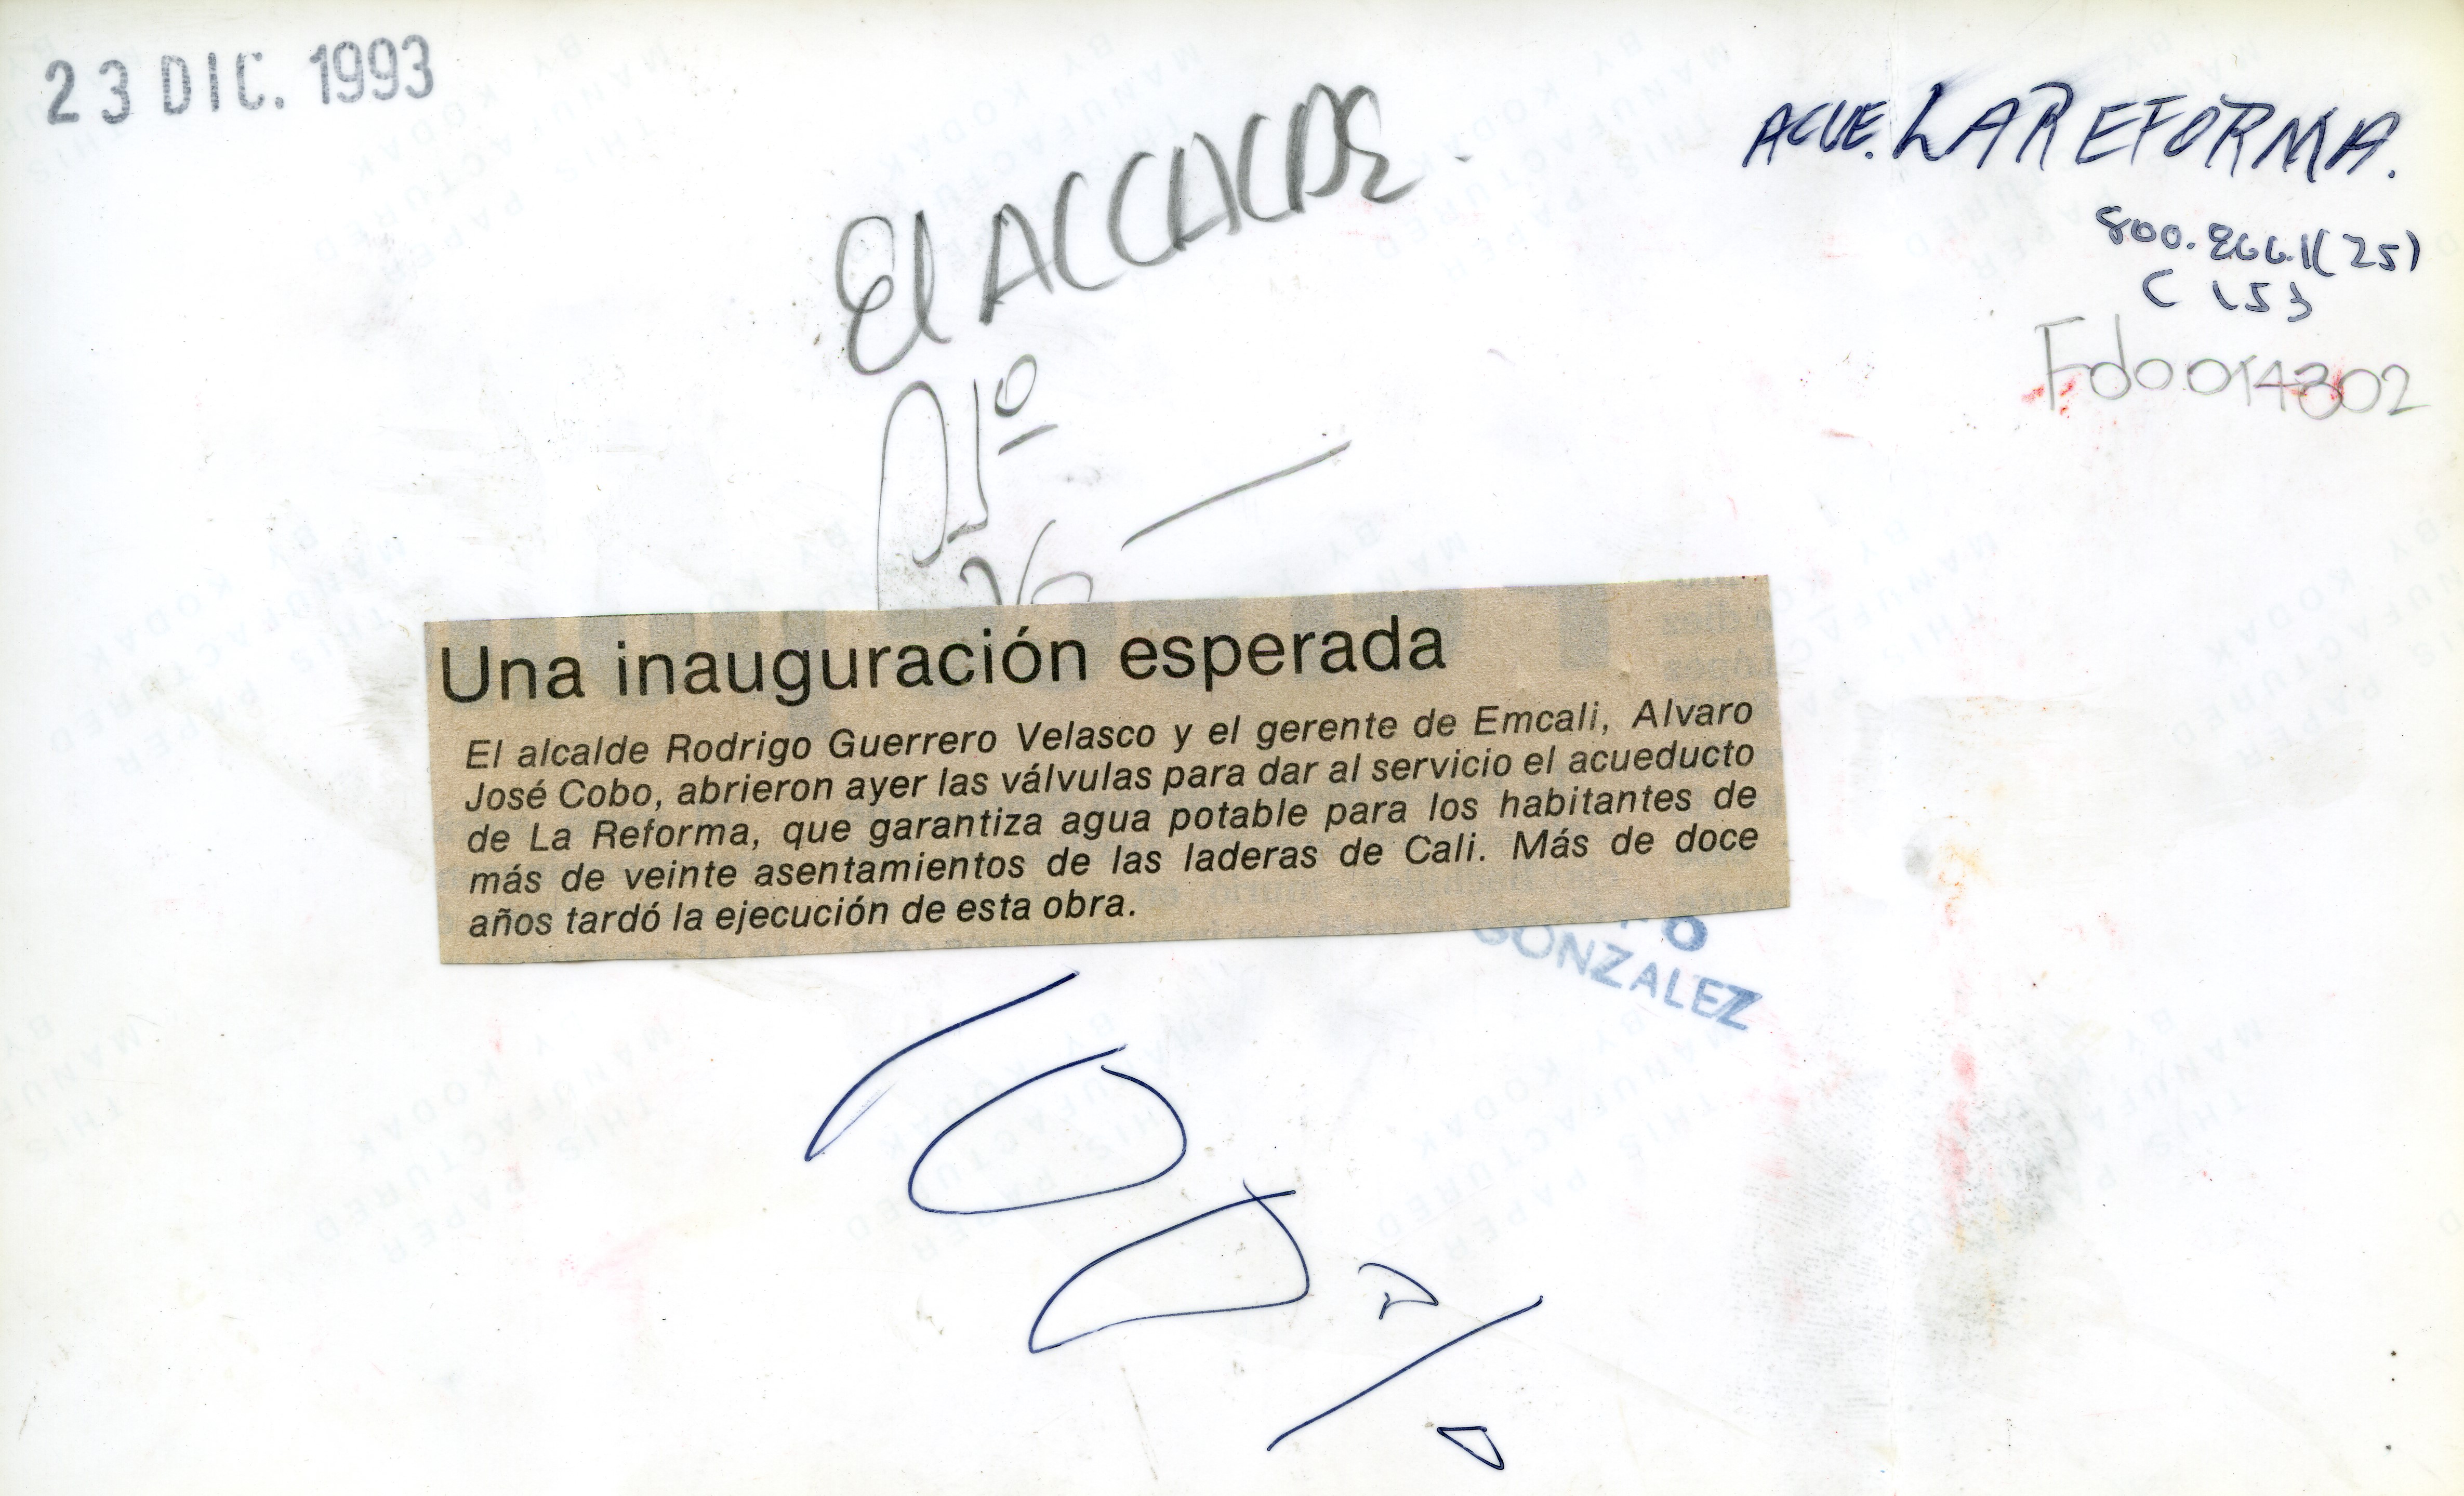 23 DIC. 1993
El ALCALDE
ACUE. LA REFORMA.
800.866.1(25)
C 153
Fdo.014302
Una inauguración esperada
El alcalde Rodrigo Guerrero Velasco y el gerente de Emcali, Alvaro
José Cobo, abrieron ayer las válvulas para dar al servicio el acueducto
de La Reforma, que garantiza agua potable para los habitantes de
más de veinte asentamientos de las laderas de Cali. Más de doce
años tardó la ejecución de esta obra.
GONZALEZ